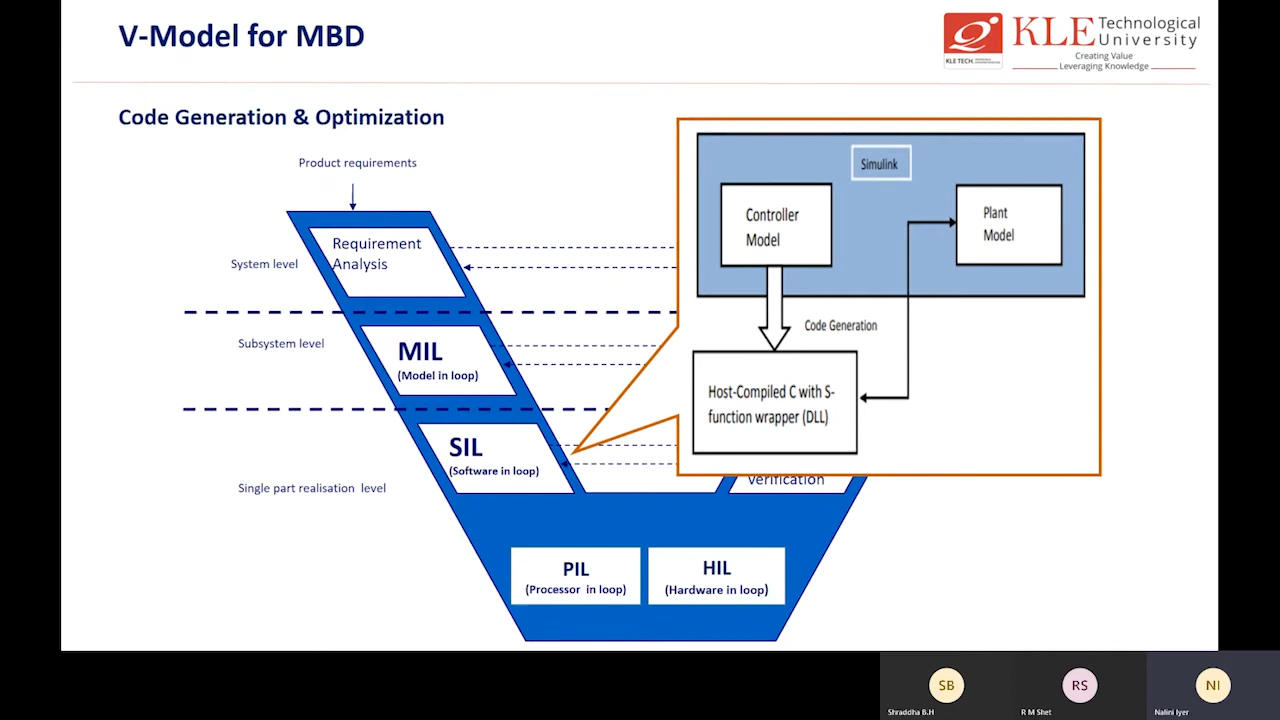 V-Model for MBD
KLE Technological
University
Creating Value
Leveraging Knowledge
KLE TECH.
Code Generation & Optimization
Product requirements
Requirement
Analysis
System level
Subsystem level
MIL
(Model in loop)
SIL
(Software in loop)
Single part realisation level
Simulink
Controller
Model
Plant
Model
Code Generation
Host-Compiled C with S-
function wrapper (DLL)
verification
PIL
(Processor in loop)
HIL
(Hardware in loop)
SB
Shraddha B.H
RS
R M Shet
NI
Nalini Iyer